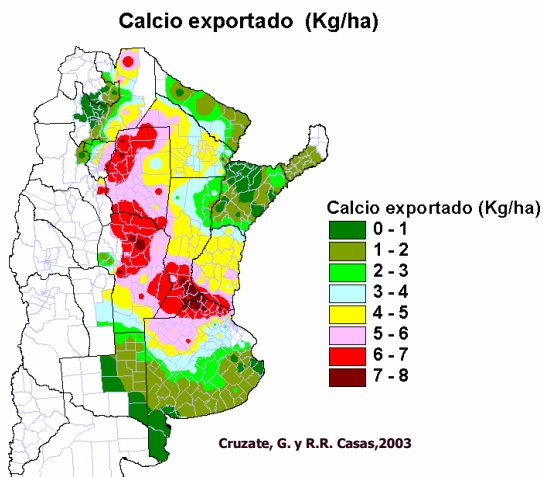 Calcio exportado (Kg/ha)
Calcio exportado (Kg/ha)
0 - 1
1 - 2
2 - 3
3 - 4
4 - 5
5 - 6
6 - 7
7 - 8
Cruzate, G. y R.R. Casas,2003